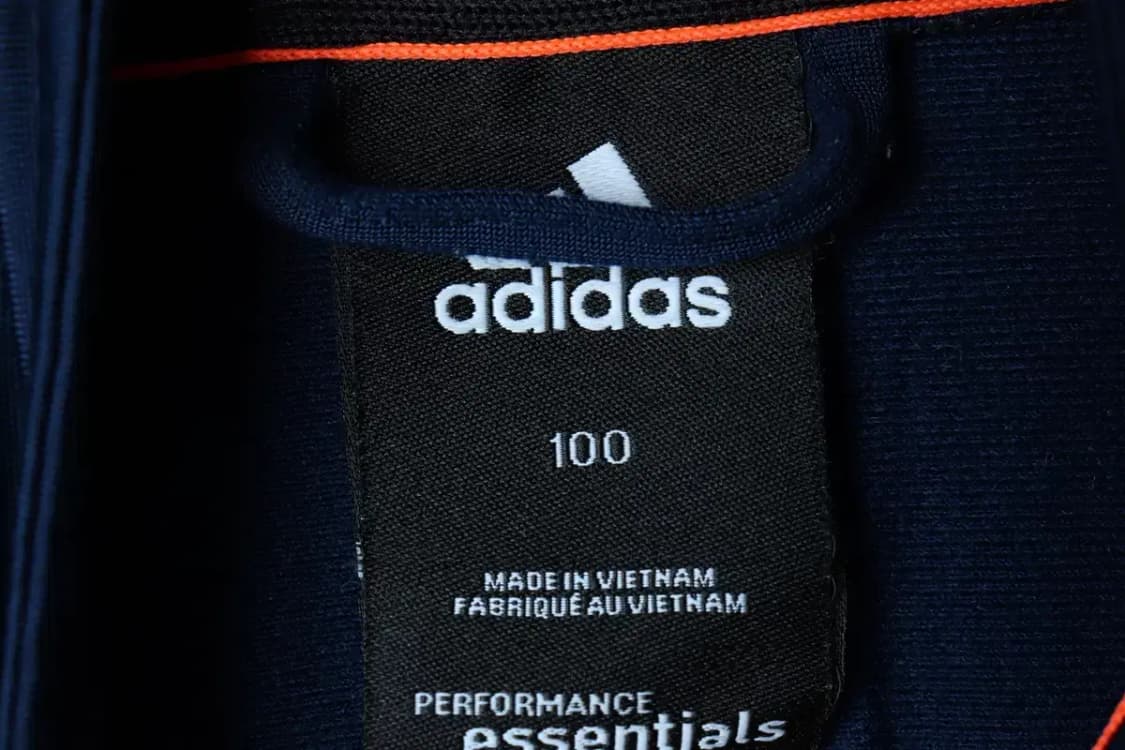 adidas
100
MADE IN VIETNAM
FABRIQUÉ AU VIETNAM
PERFORMANCE
essentials